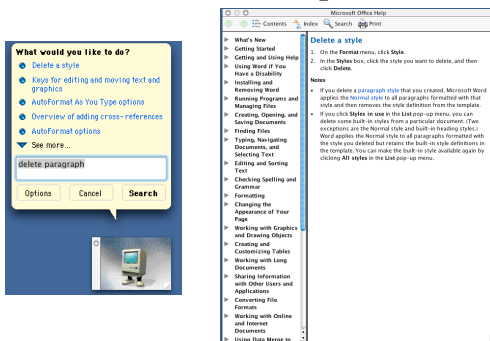 What would you like to do?
Delete a style
Keys for editing and moving text and
graphics
AutoFormat As You Type options
Overview of adding cross-references
AutoFormat options
See more...
delete paragraph
Options Cancel Search
Microsoft Office Help
Contents Index Search Print
What's New
Getting Started
Getting and Using Help
Using Word if You
Have a Disability
Installing and
Removing Word
Running Programs and
Managing Files
Creating, Opening, and
Saving Documents
Finding Files
Typing, Navigating
Documents, and
Selecting Text
Editing and Sorting
Text
Checking Spelling and
Grammar
Formatting
Changing the
Appearance of Your
Page
Working with Graphics
and Drawing Objects
Creating and
Customizing Tables
Working with Long
Documents
Sharing Information
with Other Users and
Applications
Converting File
Formats
Working with Online
and Internet
Documents
Using Data Merge to
Delete a style
1. On the Format menu, click Style.
2. In the Styles box, click the style you want to delete, and then
click Delete.
Notes
• If you delete a paragraph style that you created, Microsoft Word
applies the Normal style to all paragraphs formatted with that
style and then removes the style definition from the template.
• If you click Styles in use in the List pop-up menu, you can
delete some built-in styles from a particular document. (Two
exceptions are the Normal style and built-in heading styles.)
Word applies the Normal style to all paragraphs formatted with
the style you deleted but retains the built-in style definitions in
the template. You can make the built-in style available again by
clicking All styles in the List pop-up menu.